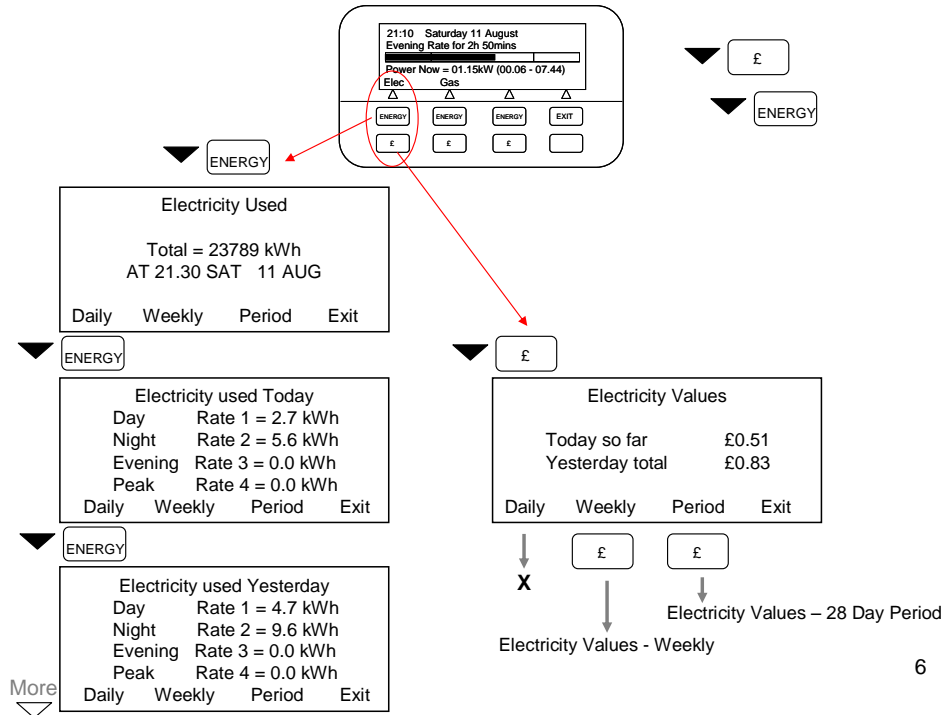 21:10 Saturday 11 August
Evening Rate for 2h 50mins
Power Now = 01.15kW (00.06 - 07.44)
Elec Gas
ENERGY ENERGY ENERGY EXIT
£ £ £
£
ENERGY
ENERGY
Electricity Used
Total = 23789 kWh
AT 21.30 SAT 11 AUG
Daily Weekly Period Exit
ENERGY
Electricity used Today
Day Rate 1 = 2.7 kWh
Night Rate 2 = 5.6 kWh
Evening Rate 3 = 0.0 kWh
Peak Rate 4 = 0.0 kWh
Daily Weekly Period Exit
ENERGY
Electricity used Yesterday
Day Rate 1 = 4.7 kWh
Night Rate 2 = 9.6 kWh
Evening Rate 3 = 0.0 kWh
Peak Rate 4 = 0.0 kWh
Daily Weekly Period Exit
More
£
Electricity Values
Today so far £0.51
Yesterday total £0.83
Daily Weekly Period Exit
£ £
X
Electricity Values – 28 Day Period
Electricity Values - Weekly
6